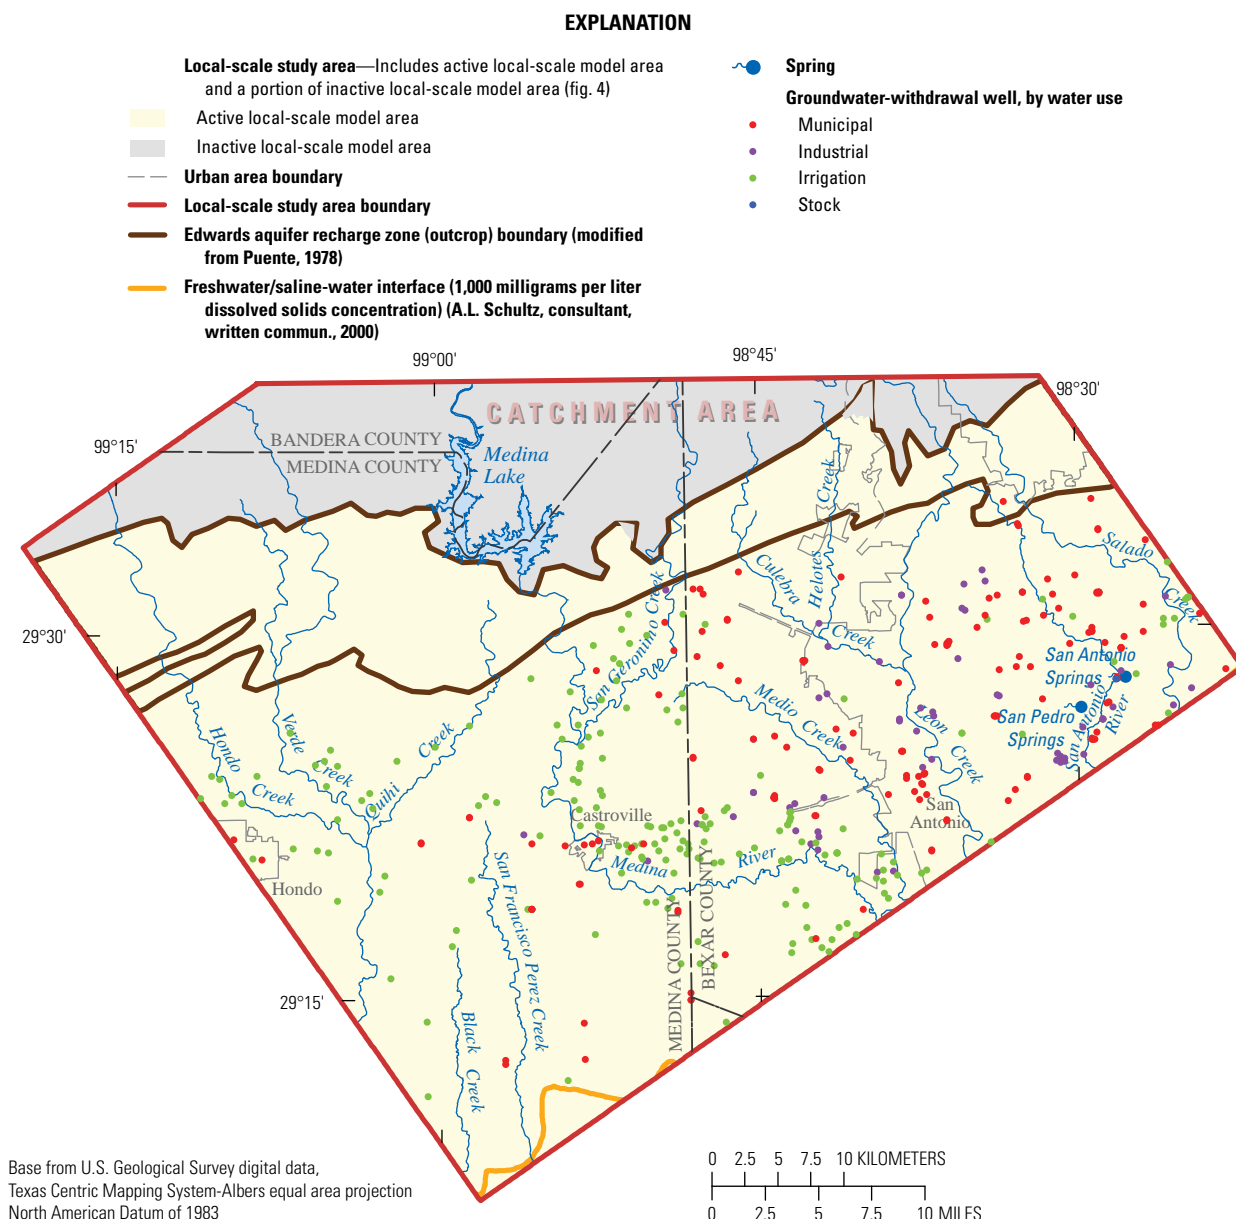 EXPLANATION
Local-scale study area—Includes active local-scale model area
and a portion of inactive local-scale model area (fig. 4)
Active local-scale model area
Inactive local-scale model area
Urban area boundary
Local-scale study area boundary
Edwards aquifer recharge zone (outcrop) boundary (modified
from Puente, 1978)
Freshwater/saline-water interface (1,000 milligrams per liter
dissolved solids concentration) (A.L. Schultz, consultant,
written commun., 2000)
Spring
Groundwater-withdrawal well, by water use
Municipal
Industrial
Irrigation
Stock
99°00'
98°45'
98°30'
99°15'
29°30'
29°15'
CATCHMENT AREA
BANDERA COUNTY
MEDINA COUNTY
Medina
Lake
Salado
Creek
Culebra
Creek
Helotes
Creek
San Geronimo Creek
San Antonio
Springs
San Pedro
Springs
San Antonio
River
Medio
Creek
Leon
Creek
Hondo
Creek
Verde
Creek
Quihi
Creek
Castroville
San
Antonio
Medina
River
Hondo
San Francisco Perez Creek
Black
Creek
MEDINA COUNTY
BEXAR COUNTY
Base from U.S. Geological Survey digital data,
Texas Centric Mapping System-Albers equal area projection
North American Datum of 1983
0 2.5 5 7.5 10 KILOMETERS
0 2.5 5 7.5 10 MILES